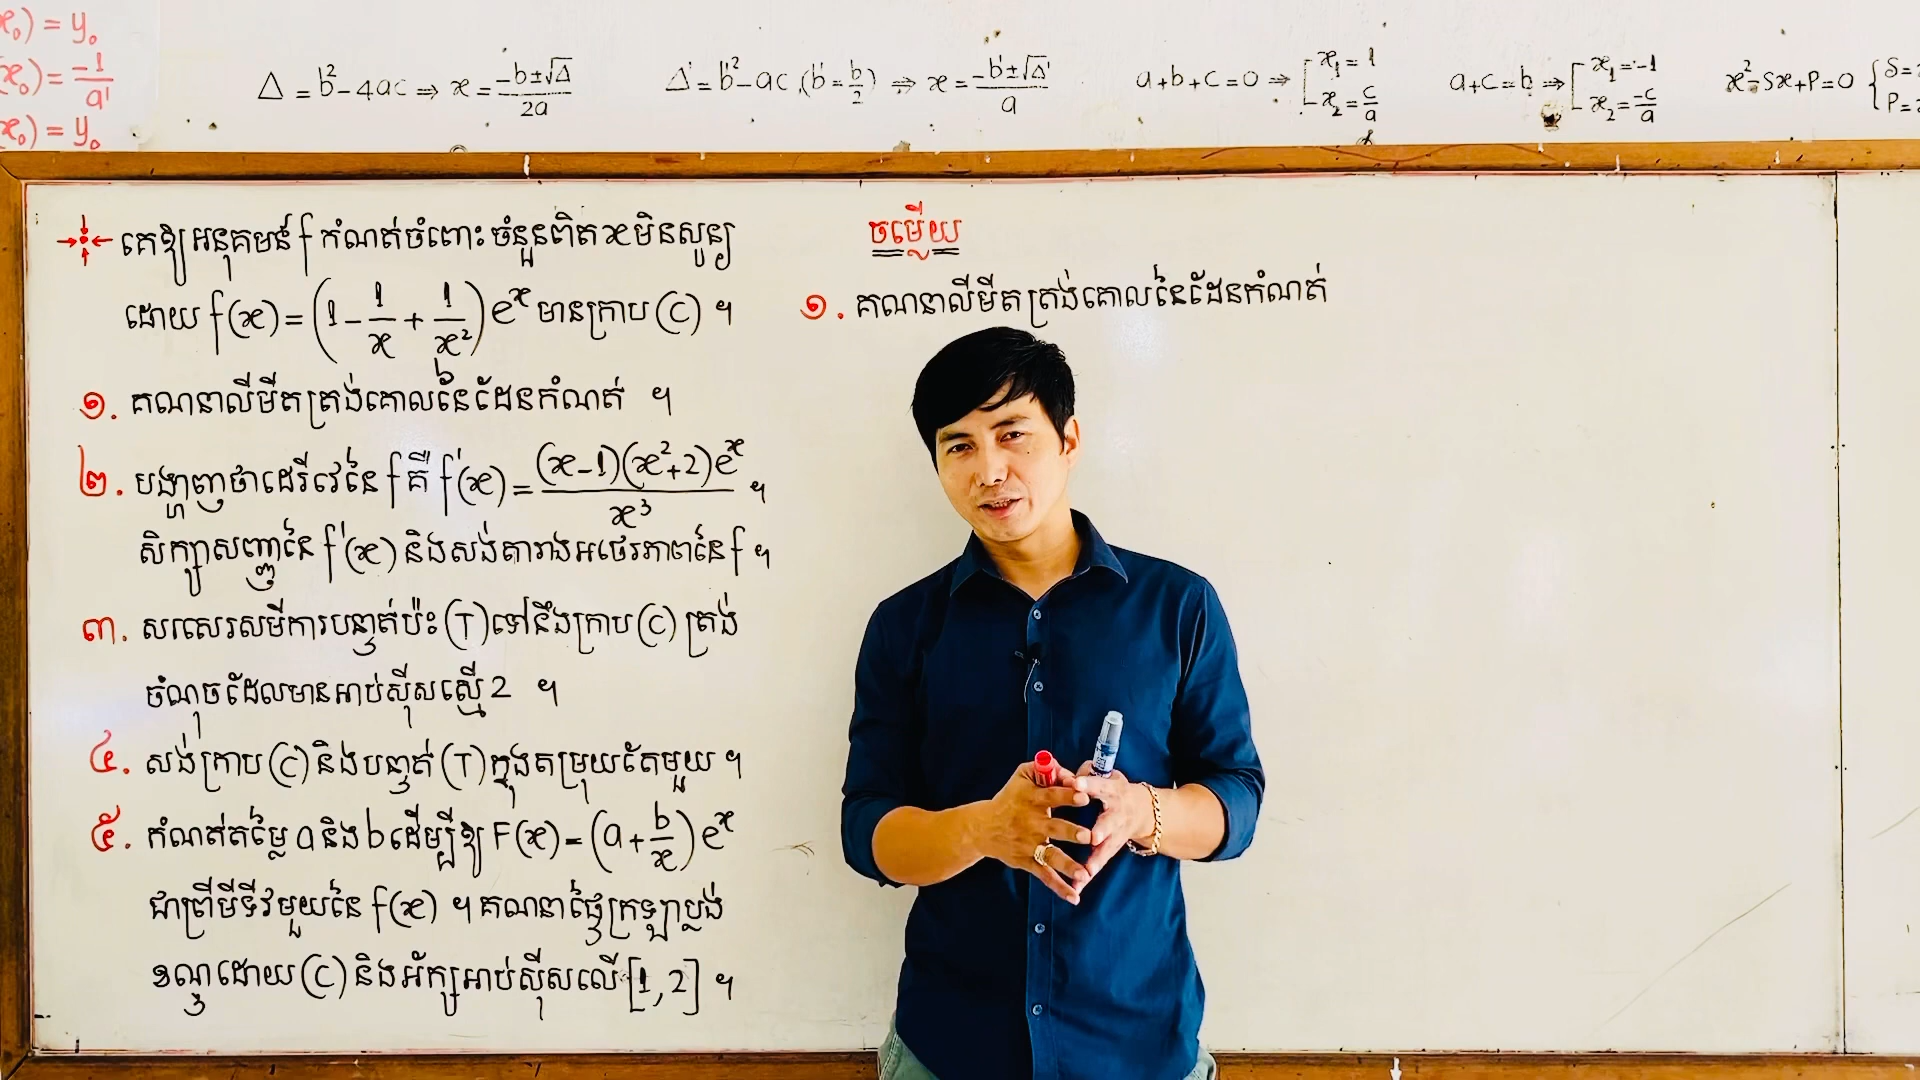 x₀) = y₀
(x₀) = -1/a'
x₀) = y₀
Δ = b² - 4ac ⇒ x = (-b±√Δ)/2a
Δ' = b'² - ac (b' = b/2) ⇒ x = (-b'±√Δ')/a
a+b+c=0 ⇒ [x₁ = 1, x₂ = c/a
a+c=b ⇒ [x₁ = -1, x₂ = -c/a
x² - Sx + P = 0 { S = P =
គេឱ្យអនុគមន៍ f កំណត់ចំពោះចំនួនពិត x មិនសូន្យ
ដោយ f(x) = (1 - 1/x + 1/x²)eˣ មានក្រាប (C) ។
១. គណនាលីមីតត្រង់គោលនៃដែនកំណត់ ។
២. បង្ហាញថាដេរីវេនៃ f គឺ f'(x) = (x-1)(x²+2)eˣ/x³ ។
សិក្សាសញ្ញានៃ f'(x) និងសង់តារាងអថេរភាពនៃ f ។
៣. សរសេរសមីការបន្ទាត់ប៉ះ (T) ទៅនឹងក្រាប (C) ត្រង់
ចំណុចដែលមានអាប់ស៊ីសស្មើ 2 ។
៤. សង់ក្រាប (C) និងបន្ទាត់ (T) ក្នុងតម្រុយតែមួយ ។
៥. កំណត់តម្លៃ a និង b ដើម្បីឱ្យ F(x) = (a + b/x)eˣ
ជាព្រីមីទីវមួយនៃ f(x) ។ គណនាផ្ទៃក្រឡាប្លង់
ខណ្ឌដោយ (C) និងអ័ក្សអាប់ស៊ីសលើ [1, 2] ។
ចម្លើយ
១. គណនាលីមីតត្រង់គោលនៃដែនកំណត់